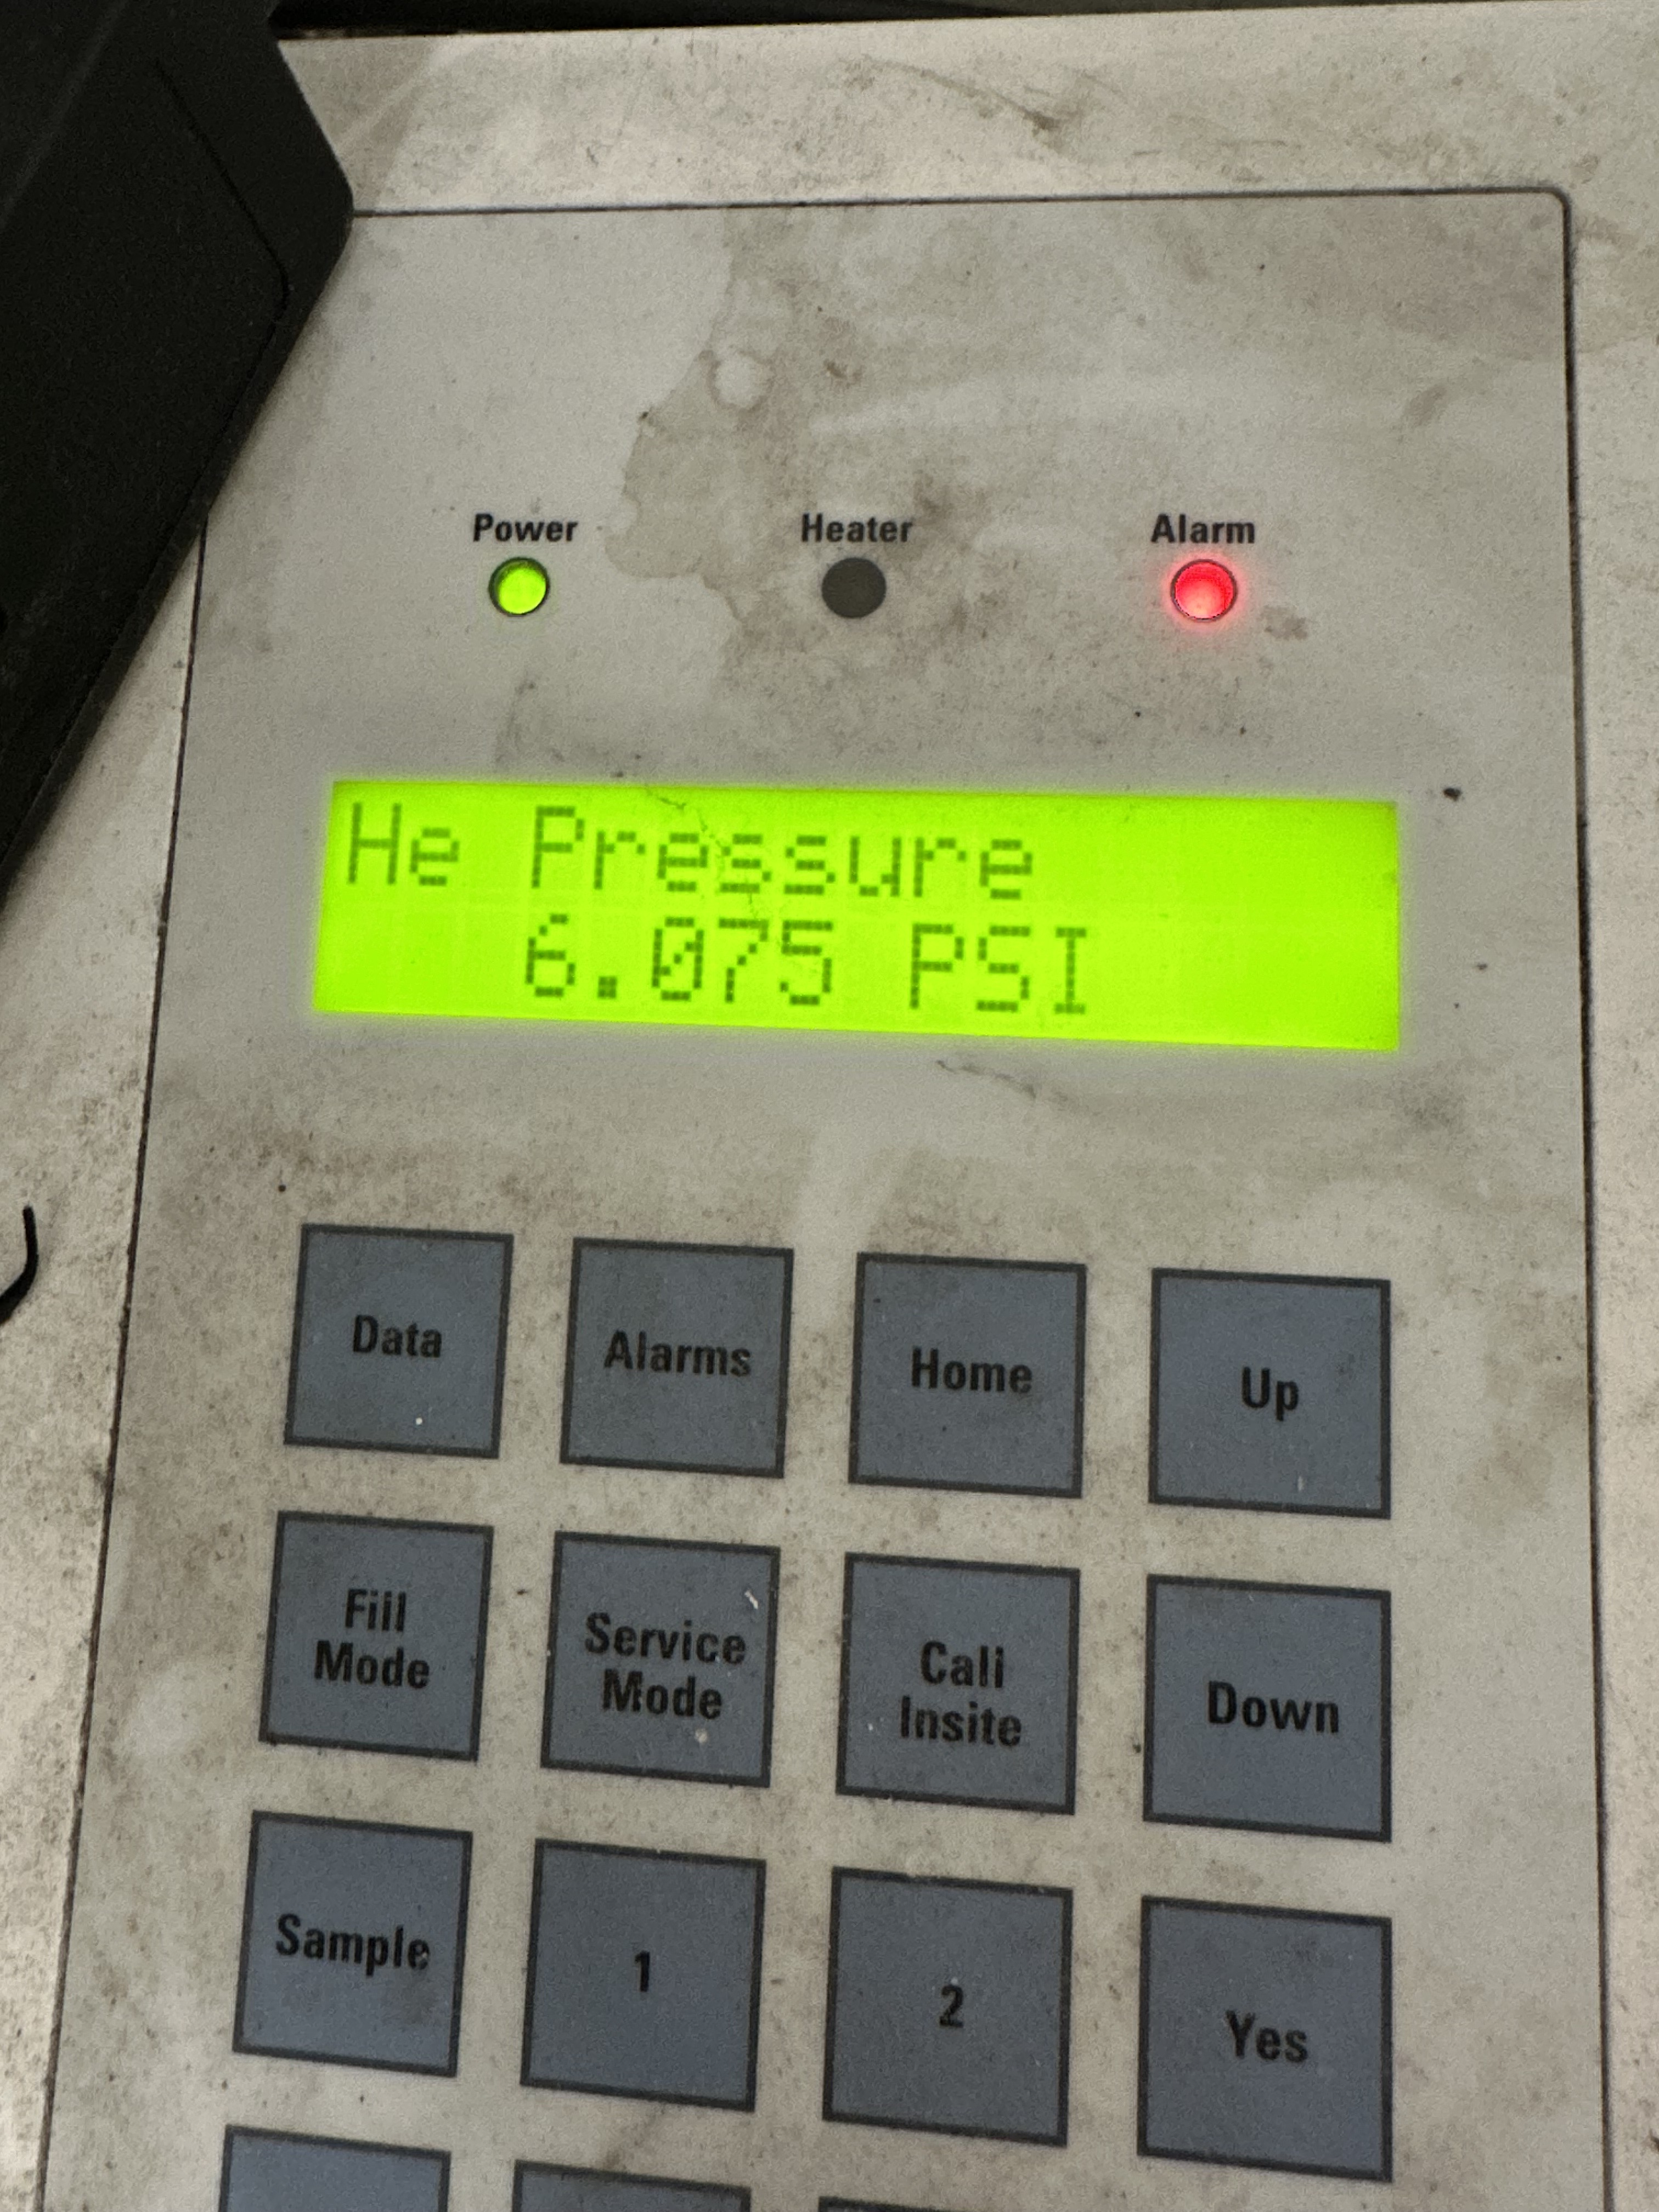 Power Heater Alarm
He Pressure
6.075 PSI
Data Alarms Home Up
Fill Service Call Down
Mode Mode Insite
Sample 1 2 Yes